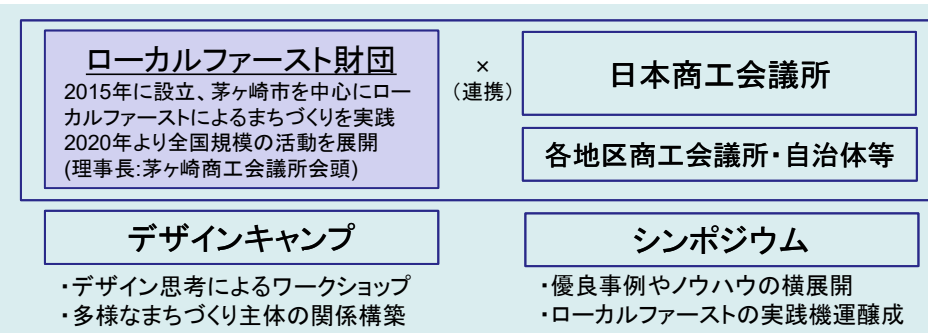 ローカルファースト財団
2015年に設立、茅ヶ崎市を中心にロー
カルファーストによるまちづくりを実践
2020年より全国規模の活動を展開
(理事長:茅ヶ崎商工会議所会頭)
×
(連携)
日本商工会議所
各地区商工会議所・自治体等
デザインキャンプ
・デザイン思考によるワークショップ
・多様なまちづくり主体の関係構築
シンポジウム
・優良事例やノウハウの横展開
・ローカルファーストの実践機運醸成